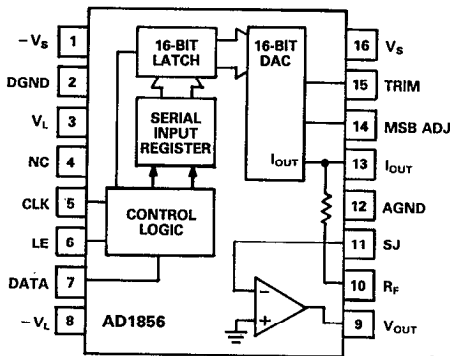 −VS 1
DGND 2
VL 3
NC 4
CLK 5
LE 6
DATA 7
−VL 8
16-BIT
LATCH
16-BIT
DAC
SERIAL
INPUT
REGISTER
CONTROL
LOGIC
IOUT
−
+
AD1856
16 VS
15 TRIM
14 MSB ADJ
13 IOUT
12 AGND
11 SJ
10 RF
9 VOUT